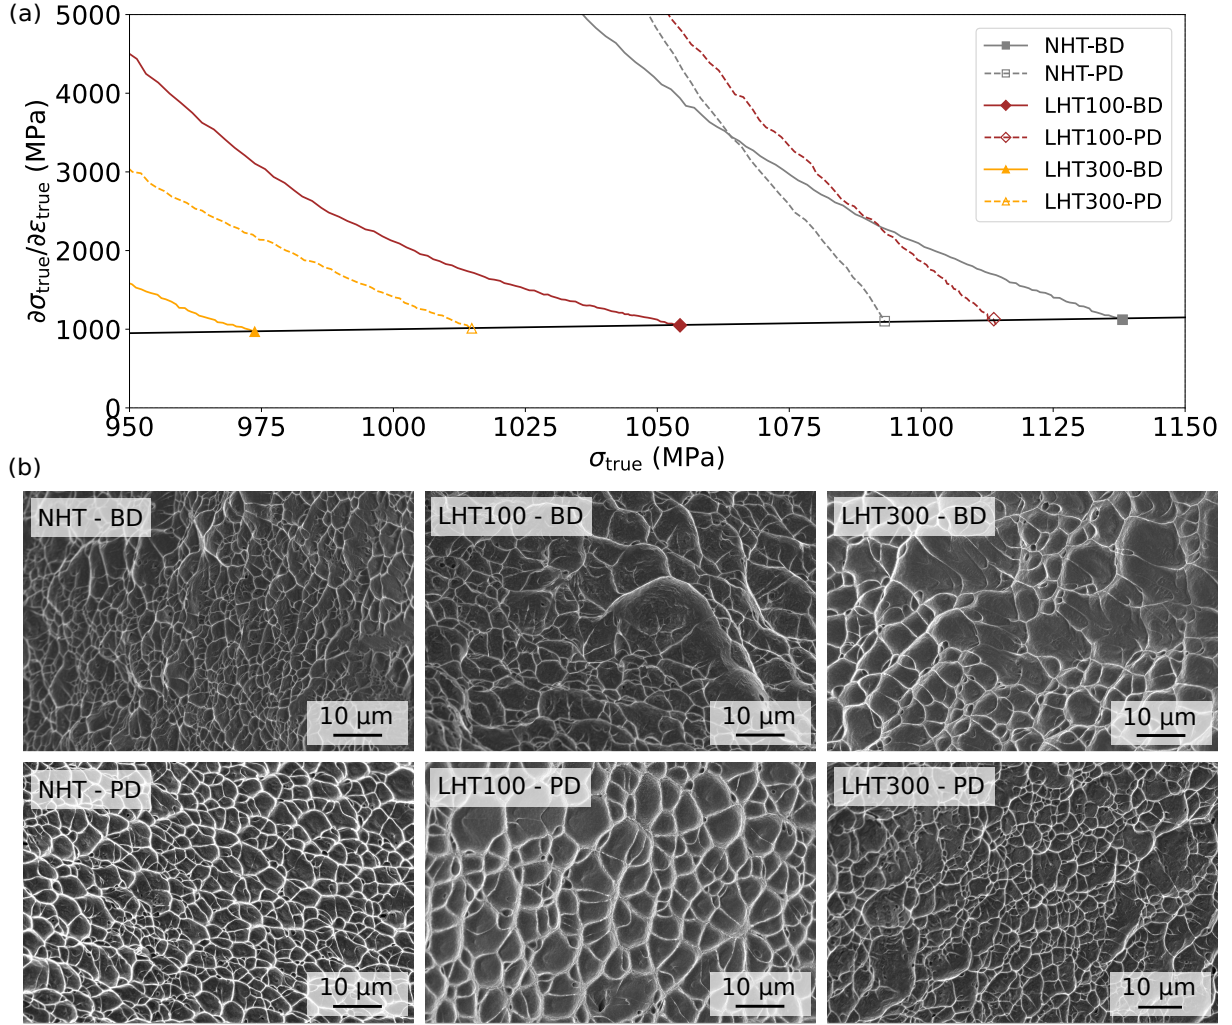 (a)
5000
4000
3000
2000
1000
0
∂σtrue/∂εtrue (MPa)
950
975
1000
1025
1050
1075
1100
1125
1150
σtrue (MPa)
NHT-BD
NHT-PD
LHT100-BD
LHT100-PD
LHT300-BD
LHT300-PD
(b)
NHT - BD
10 μm
LHT100 - BD
10 μm
LHT300 - BD
10 μm
NHT - PD
10 μm
LHT100 - PD
10 μm
LHT300 - PD
10 μm